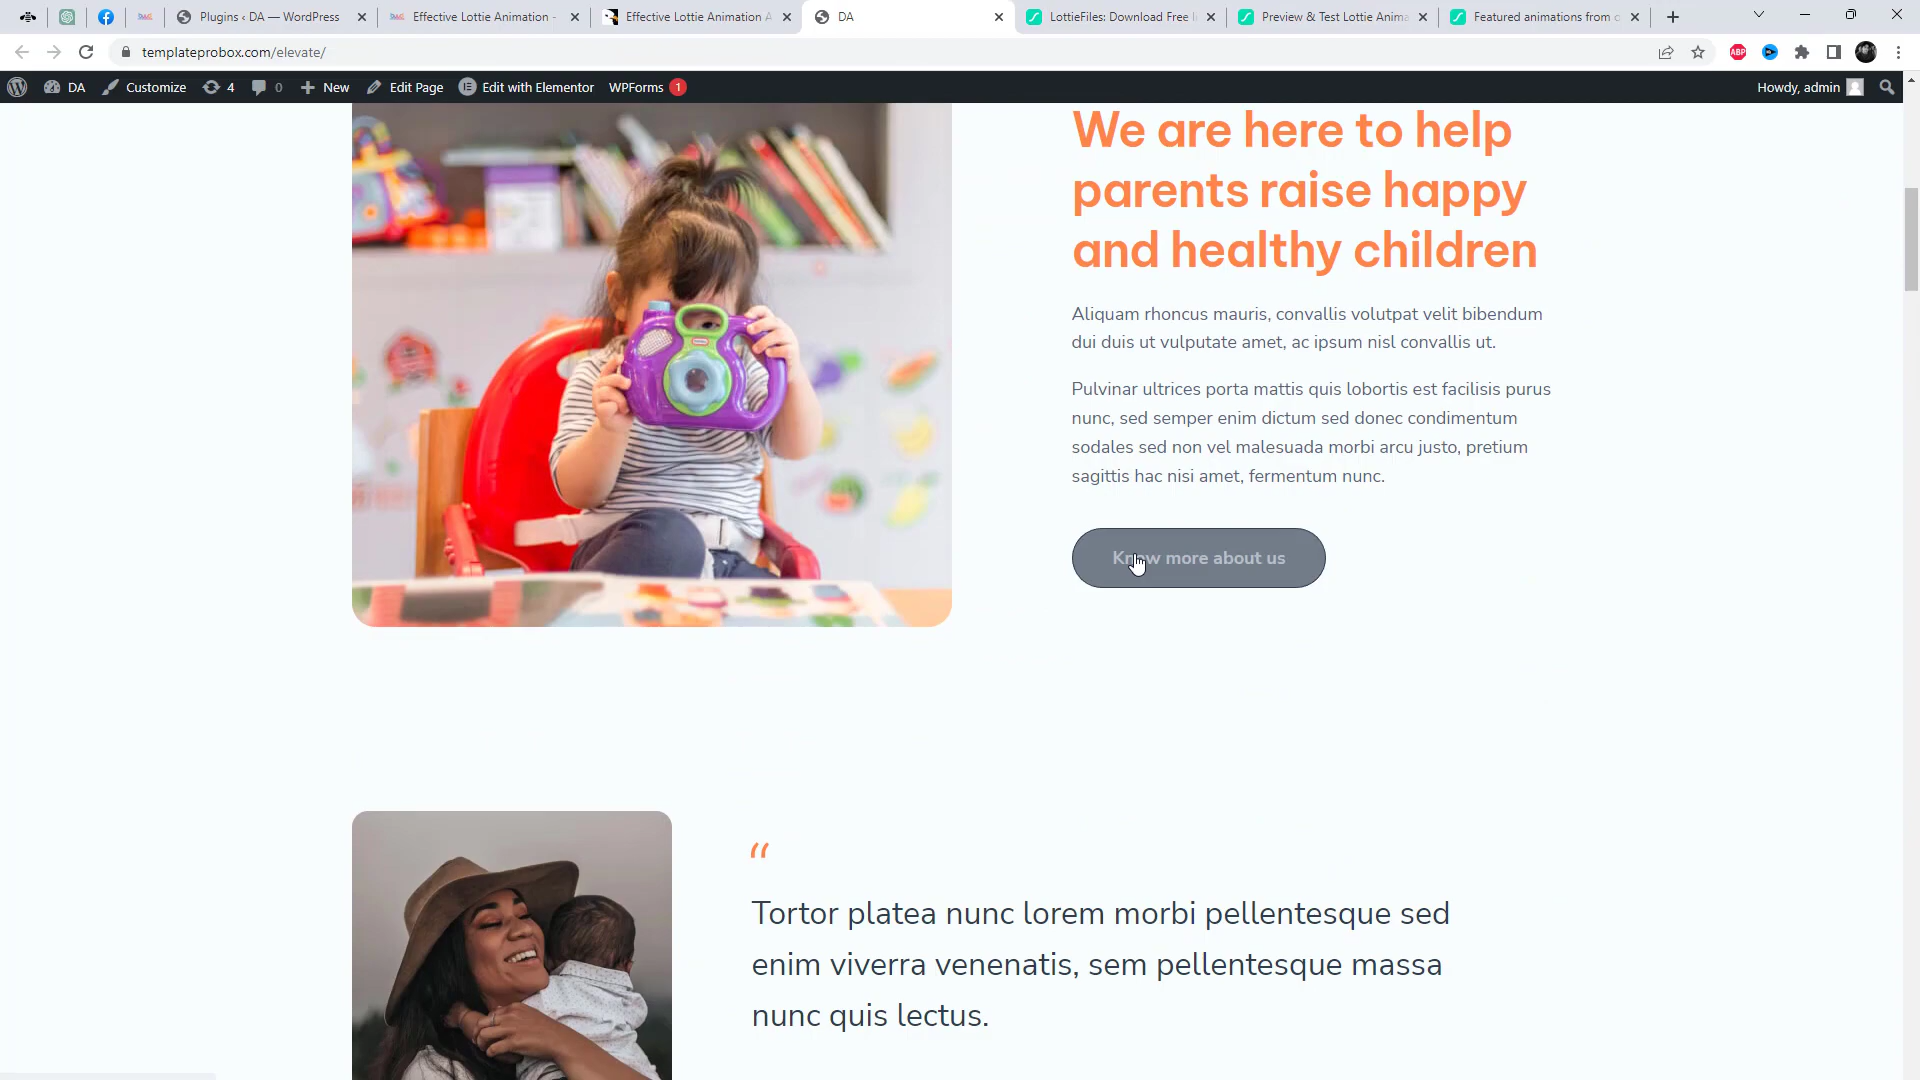 Plugins ‹ DA — WordPress
Effective Lottie Animation -
Effective Lottie Animation A
DA
LottieFiles: Download Free l
Preview & Test Lottie Anima
Featured animations from c
templateprobox.com/elevate/
ABP
DA
Customize
4
0
New
Edit Page
Edit with Elementor
WPForms
1
Howdy, admin
We are here to help
parents raise happy
and healthy children
Aliquam rhoncus mauris, convallis volutpat velit bibendum
dui duis ut vulputate amet, ac ipsum nisl convallis ut.
Pulvinar ultrices porta mattis quis lobortis est facilisis purus
nunc, sed semper enim dictum sed donec condimentum
sodales sed non vel malesuada morbi arcu justo, pretium
sagittis hac nisi amet, fermentum nunc.
Know more about us
“
Tortor platea nunc lorem morbi pellentesque sed
enim viverra venenatis, sem pellentesque massa
nunc quis lectus.